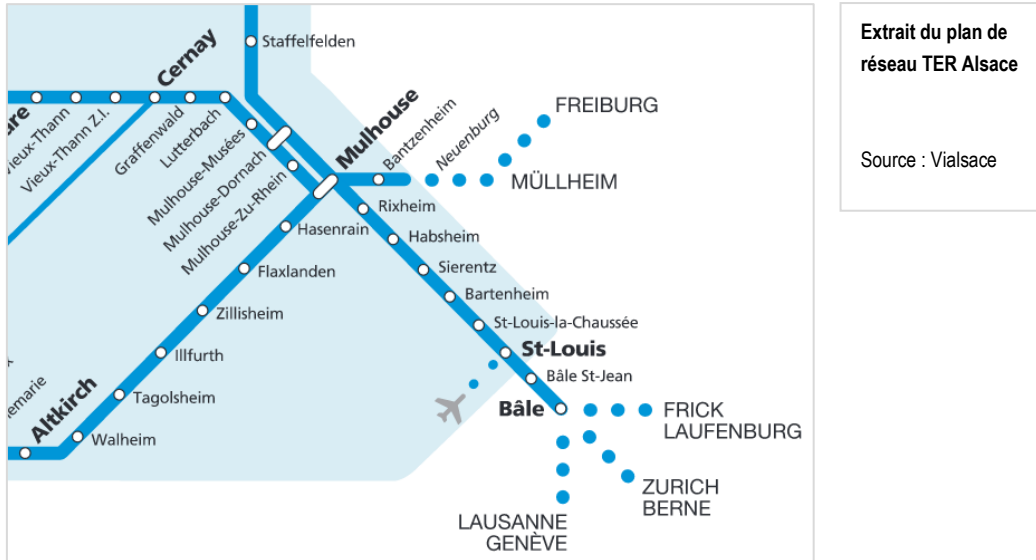 Staffelfelden
Cernay
Vieux-Thann
Vieux-Thann Z.I.
Graffenwald
Lutterbach
Mulhouse-Musées
Mulhouse-Dornach
Mulhouse-Zu-Rhein
Mulhouse
Bantzenheim
Neuenburg
FREIBURG
MÜLLHEIM
Rixheim
Hasenrain
Habsheim
Flaxlanden
Sierentz
Bartenheim
Zillisheim
St-Louis-la-Chaussée
St-Louis
Illfurth
Bâle St-Jean
Tagolsheim
Bâle
Altkirch
Walheim
FRICK
LAUFENBURG
ZURICH
BERNE
LAUSANNE
GENÈVE
Extrait du plan de
réseau TER Alsace
Source : Vialsace